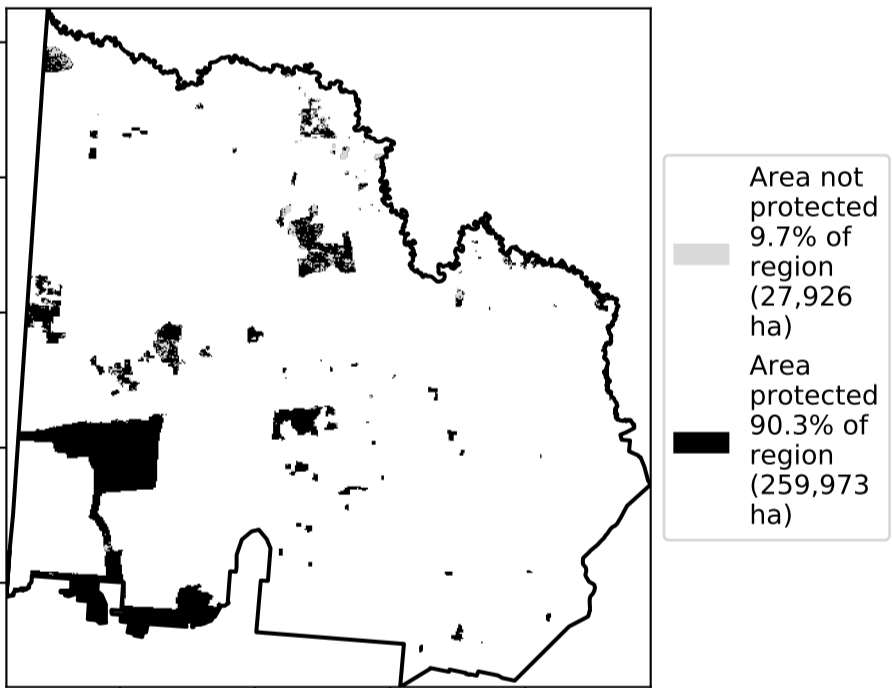 Area not
protected
9.7% of
region
(27,926
ha)
Area
protected
90.3% of
region
(259,973
ha)